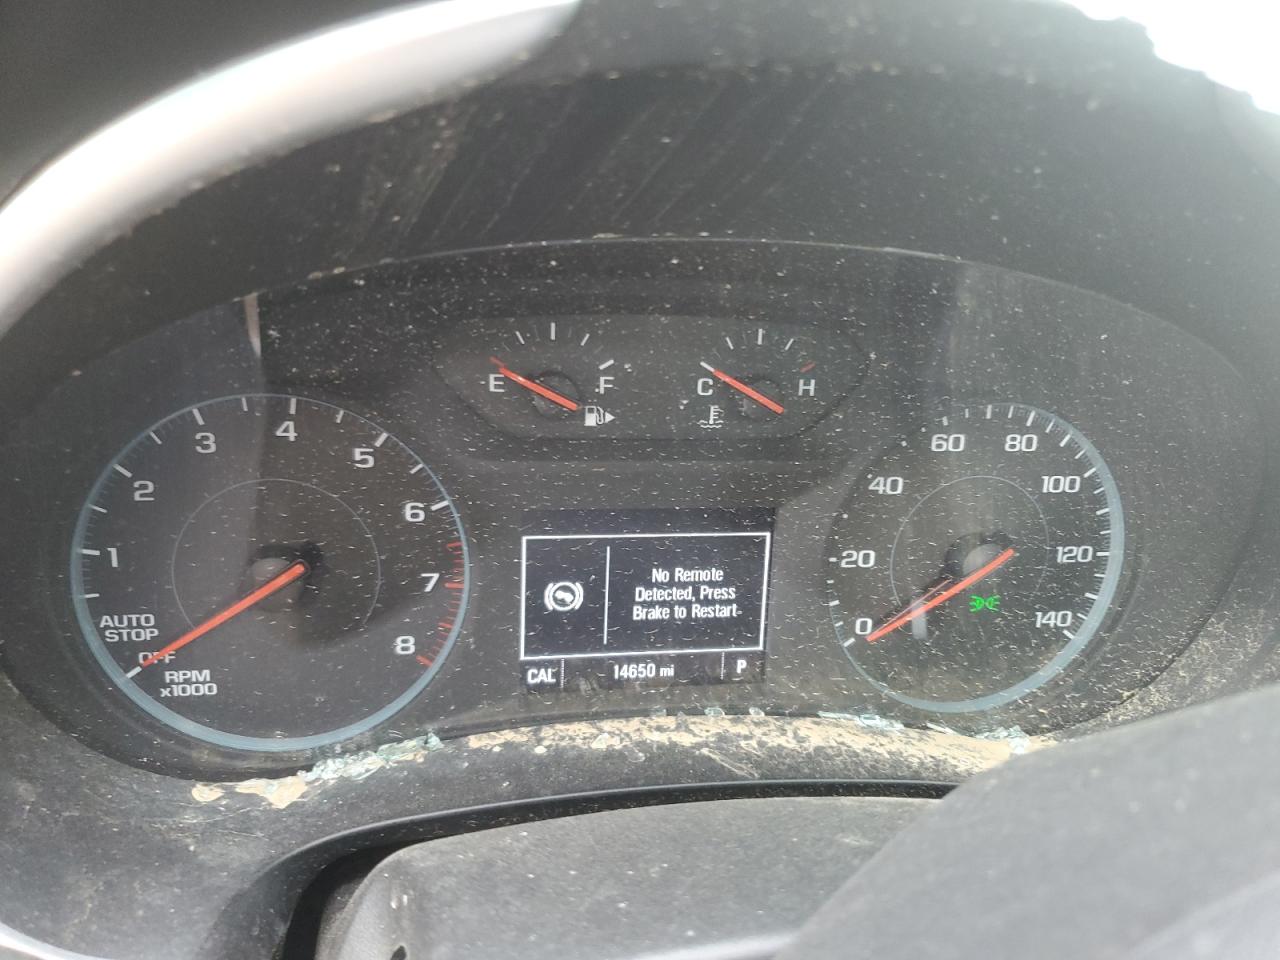 E F
C H
1 2 3 4 5 6 7 8
AUTO
STOP
OFF
RPM
x1000
20 40 60 80 100 120 140
0
No Remote
Detected, Press
Brake to Restart
CAL 14650 mi P